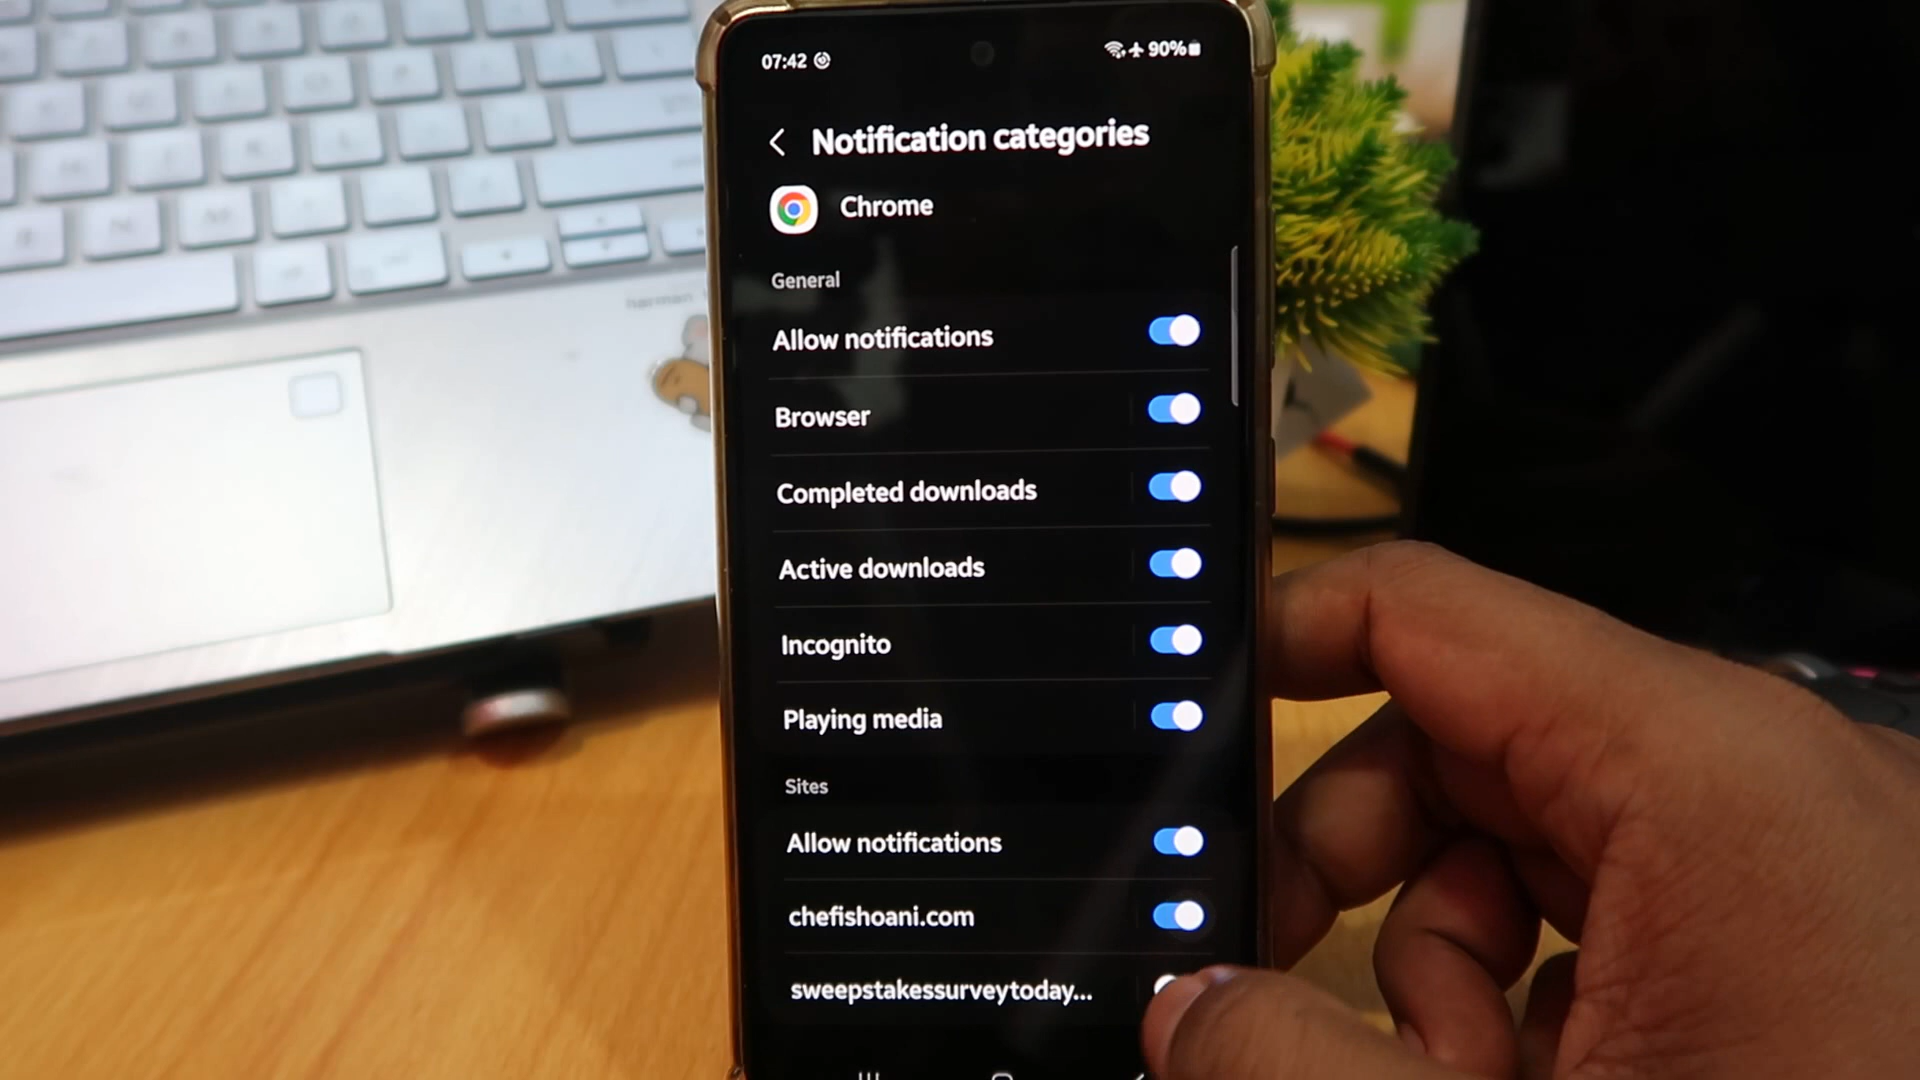 07:42 90%
Notification categories
Chrome
General
Allow notifications
Browser
Completed downloads
Active downloads
Incognito
Playing media
Sites
Allow notifications
chefishoani.com
sweepstakessurveytoday...
harman